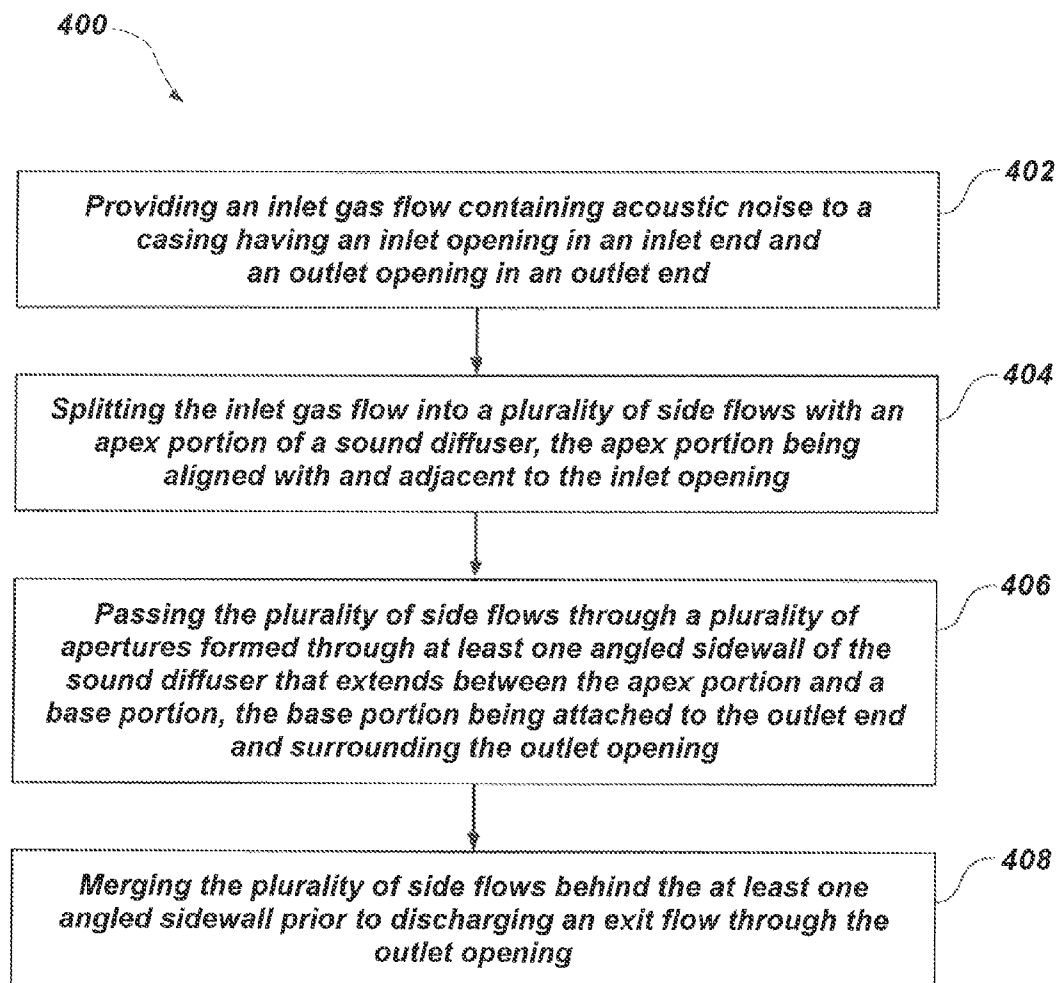 400
402
Providing an inlet gas flow containing acoustic noise to a
casing having an inlet opening in an inlet end and
an outlet opening in an outlet end
404
Splitting the inlet gas flow into a plurality of side flows with an
apex portion of a sound diffuser, the apex portion being
aligned with and adjacent to the inlet opening
406
Passing the plurality of side flows through a plurality of
apertures formed through at least one angled sidewall of the
sound diffuser that extends between the apex portion and a
base portion, the base portion being attached to the outlet end
and surrounding the outlet opening
408
Merging the plurality of side flows behind the at least one
angled sidewall prior to discharging an exit flow through the
outlet opening